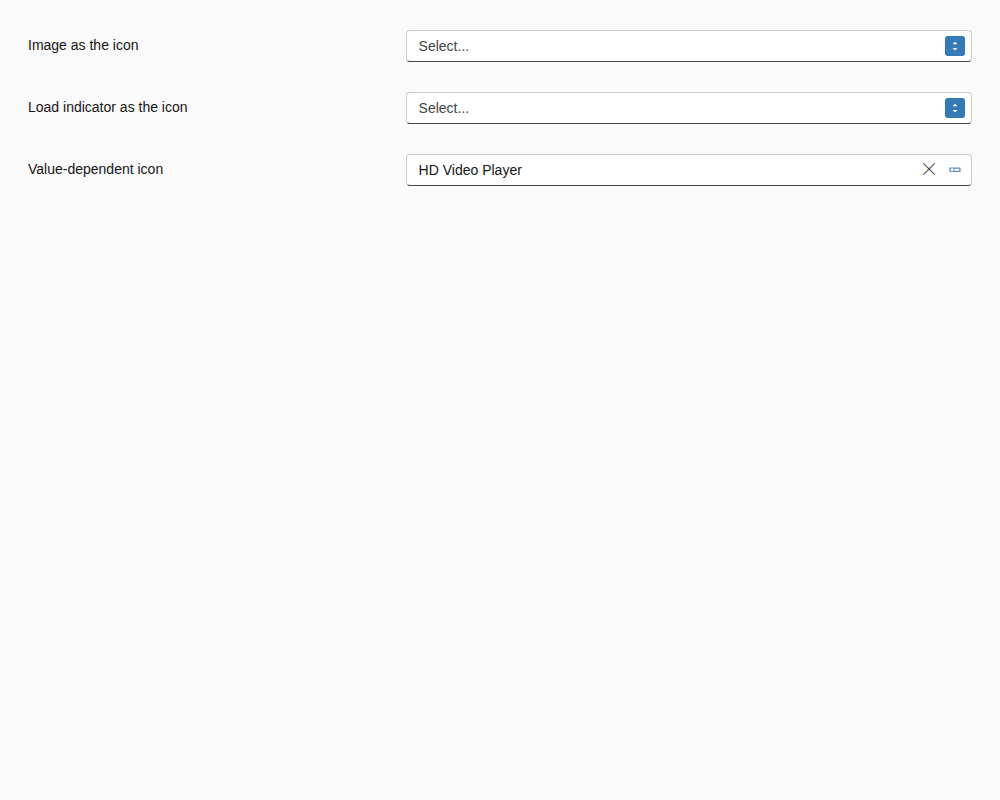 Image as the icon
Select...
Load indicator as the icon
Select...
Value-dependent icon
HD Video Player